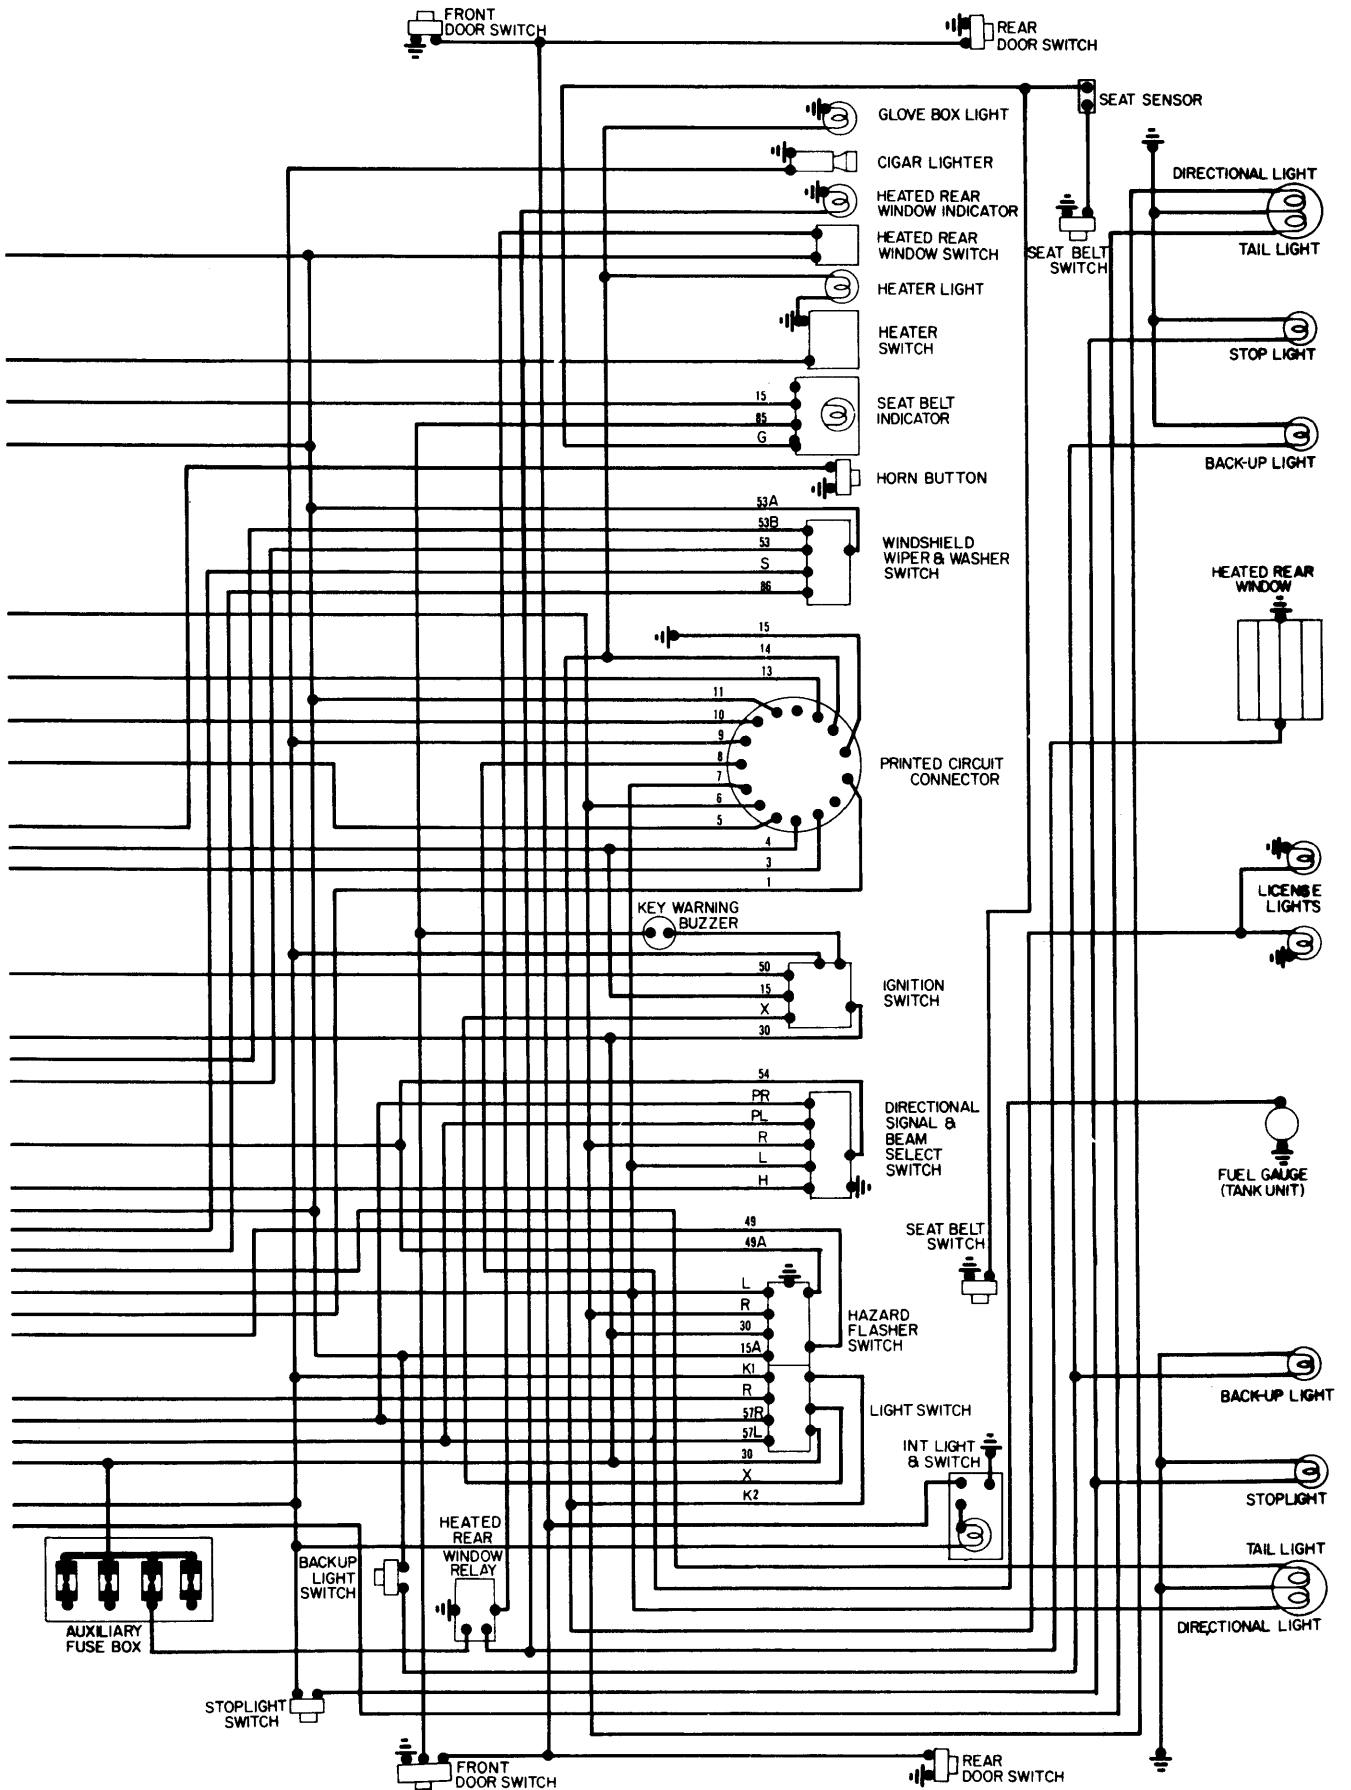 FRONT
DOOR SWITCH
REAR
DOOR SWITCH
SEAT SENSOR
GLOVE BOX LIGHT
CIGAR LIGHTER
DIRECTIONAL LIGHT
HEATED REAR
WINDOW INDICATOR
HEATED REAR
WINDOW SWITCH
SEAT BELT
SWITCH
TAIL LIGHT
HEATER LIGHT
HEATER
SWITCH
STOP LIGHT
15
85
G
SEAT BELT
INDICATOR
BACK-UP LIGHT
HORN BUTTON
53A
53B
53
S
86
WINDSHIELD
WIPER & WASHER
SWITCH
HEATED REAR
WINDOW
15
14
13
11
10
9
8
7
6
5
4
3
1
PRINTED CIRCUIT
CONNECTOR
LICENSE
LIGHTS
KEY WARNING
BUZZER
50
15
X
30
IGNITION
SWITCH
54
PR
PL
R
L
H
DIRECTIONAL
SIGNAL &
BEAM
SELECT
SWITCH
FUEL GAUGE
(TANK UNIT)
SEAT BELT
SWITCH
49
49A
L
R
30
15A
HAZARD
FLASHER
SWITCH
K1
R
57R
57L
30
X
K2
LIGHT SWITCH
BACK-UP LIGHT
INT LIGHT
& SWITCH
STOPLIGHT
HEATED
REAR
WINDOW
RELAY
BACKUP
LIGHT
SWITCH
TAIL LIGHT
DIRECTIONAL LIGHT
AUXILIARY
FUSE BOX
STOPLIGHT
SWITCH
FRONT
DOOR SWITCH
REAR
DOOR SWITCH